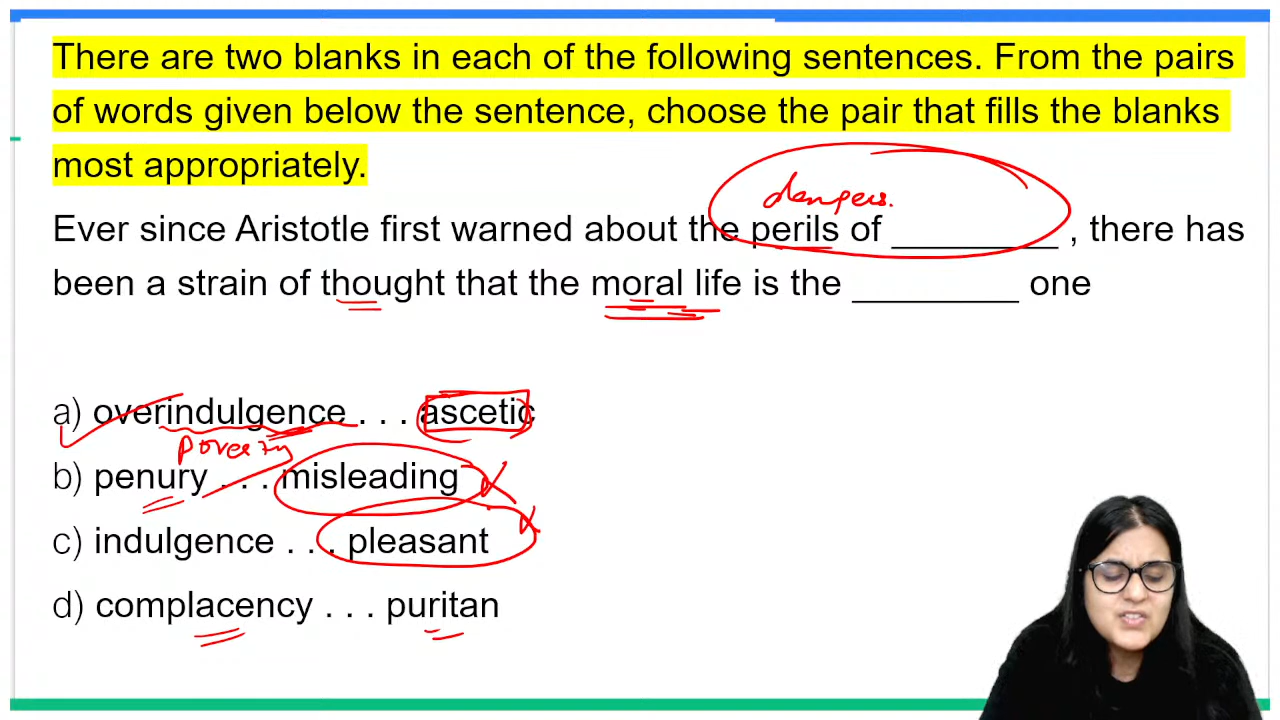 There are two blanks in each of the following sentences. From the pairs
of words given below the sentence, choose the pair that fills the blanks
most appropriately.
dangers.
Ever since Aristotle first warned about the perils of ________ , there has
been a strain of thought that the moral life is the ________ one
a) overindulgence . . . ascetic
poverty
b) penury . . . misleading
c) indulgence . . . pleasant
d) complacency . . . puritan